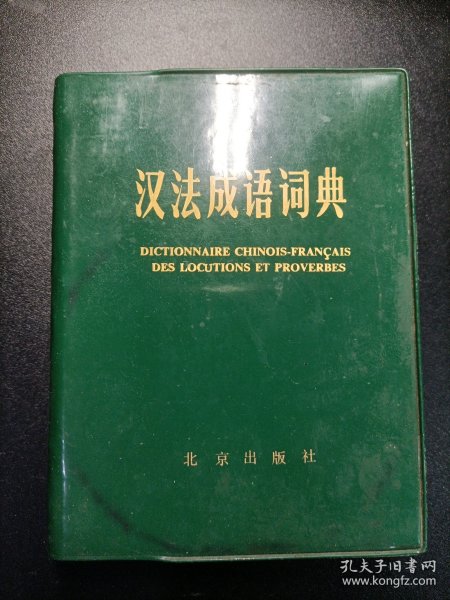 汉法成语词典
DICTIONNAIRE CHINOIS-FRANÇAIS
DES LOCUTIONS ET PROVERBES
北京出版社
孔夫子旧书网
www.kongfz.com